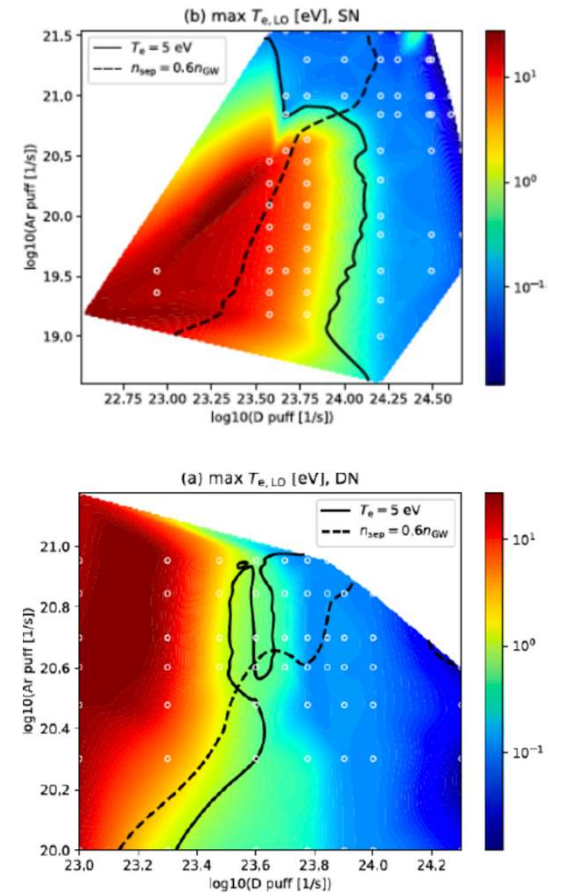 (b) max Te,LO [eV], SN
Te = 5 eV
nsep = 0.6nGW
21.5
21.0
20.5
20.0
19.5
19.0
log10(Ar puff [1/s])
22.75 23.00 23.25 23.50 23.75 24.00 24.25 24.50
log10(D puff [1/s])
10¹
10⁰
10⁻¹
(a) max Te,LO [eV], DN
Te = 5 eV
nsep = 0.6nGW
21.0
20.8
20.6
20.4
20.2
20.0
log10(Ar puff [1/s])
23.0 23.2 23.4 23.6 23.8 24.0 24.2
log10(D puff [1/s])
10¹
10⁰
10⁻¹